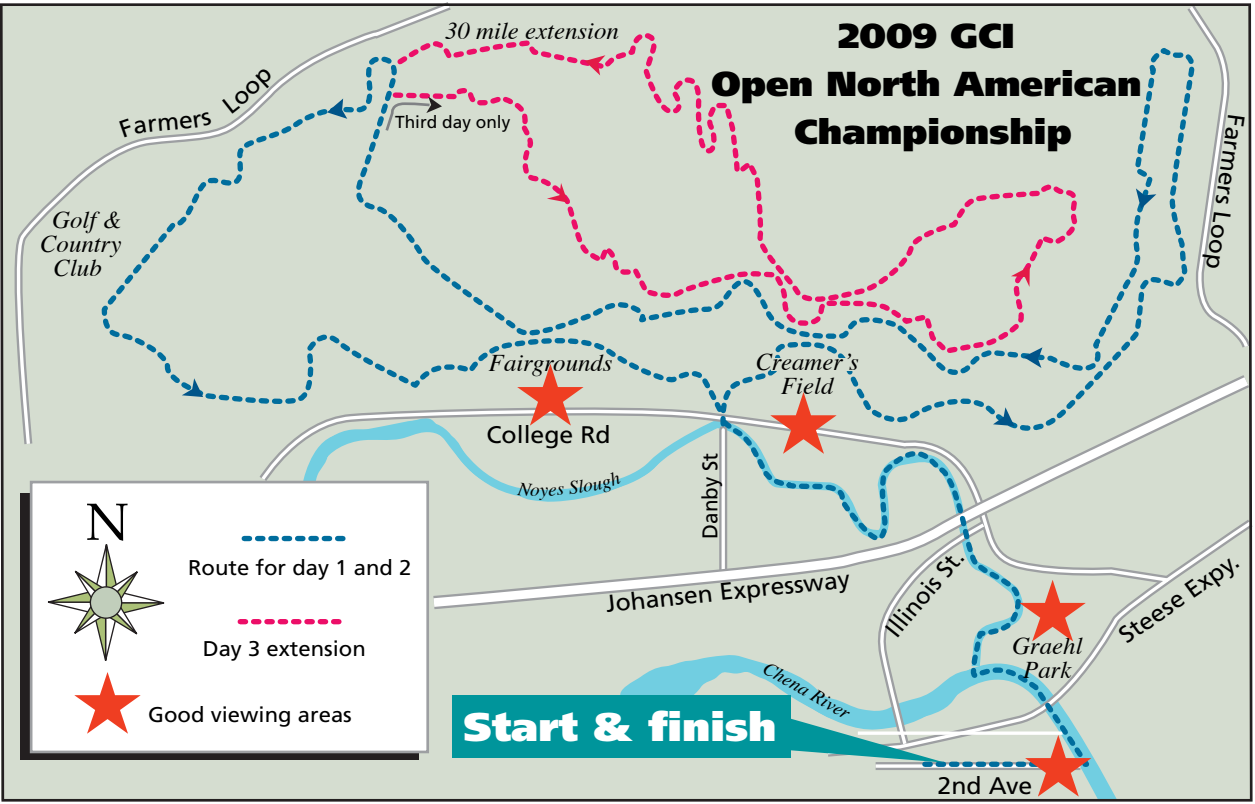 30 mile extension
2009 GCI
Open North American
Championship
Farmers Loop
Third day only
Farmers Loop
Golf &
Country
Club
Fairgrounds
Creamer's
Field
College Rd
Noyes Slough
Danby St
N
Route for day 1 and 2
Day 3 extension
Good viewing areas
Johansen Expressway
Illinois St.
Steese Expy.
Graehl
Park
Chena River
Start & finish
2nd Ave